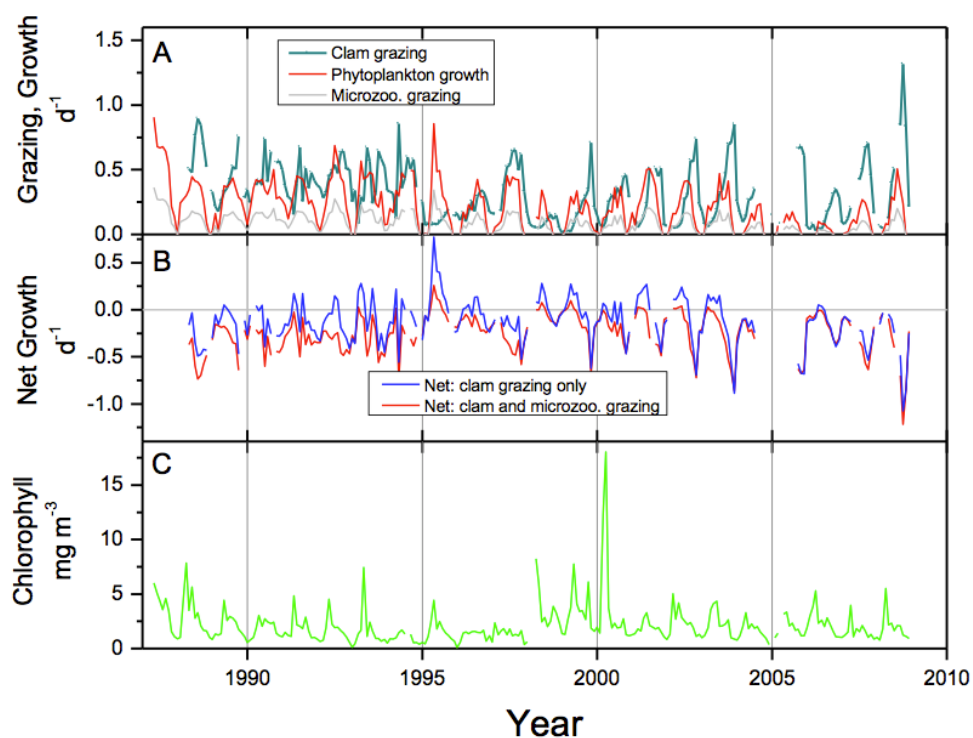 A
Clam grazing
Phytoplankton growth
Microzoo. grazing
Grazing, Growth
d-1
1.5
1.0
0.5
0.0
B
Net: clam grazing only
Net: clam and microzoo. grazing
Net Growth
d-1
0.0
0.5
0.0
-0.5
-1.0
C
Chlorophyll
mg m-3
15
10
5
0
1990
1995
2000
2005
2010
Year